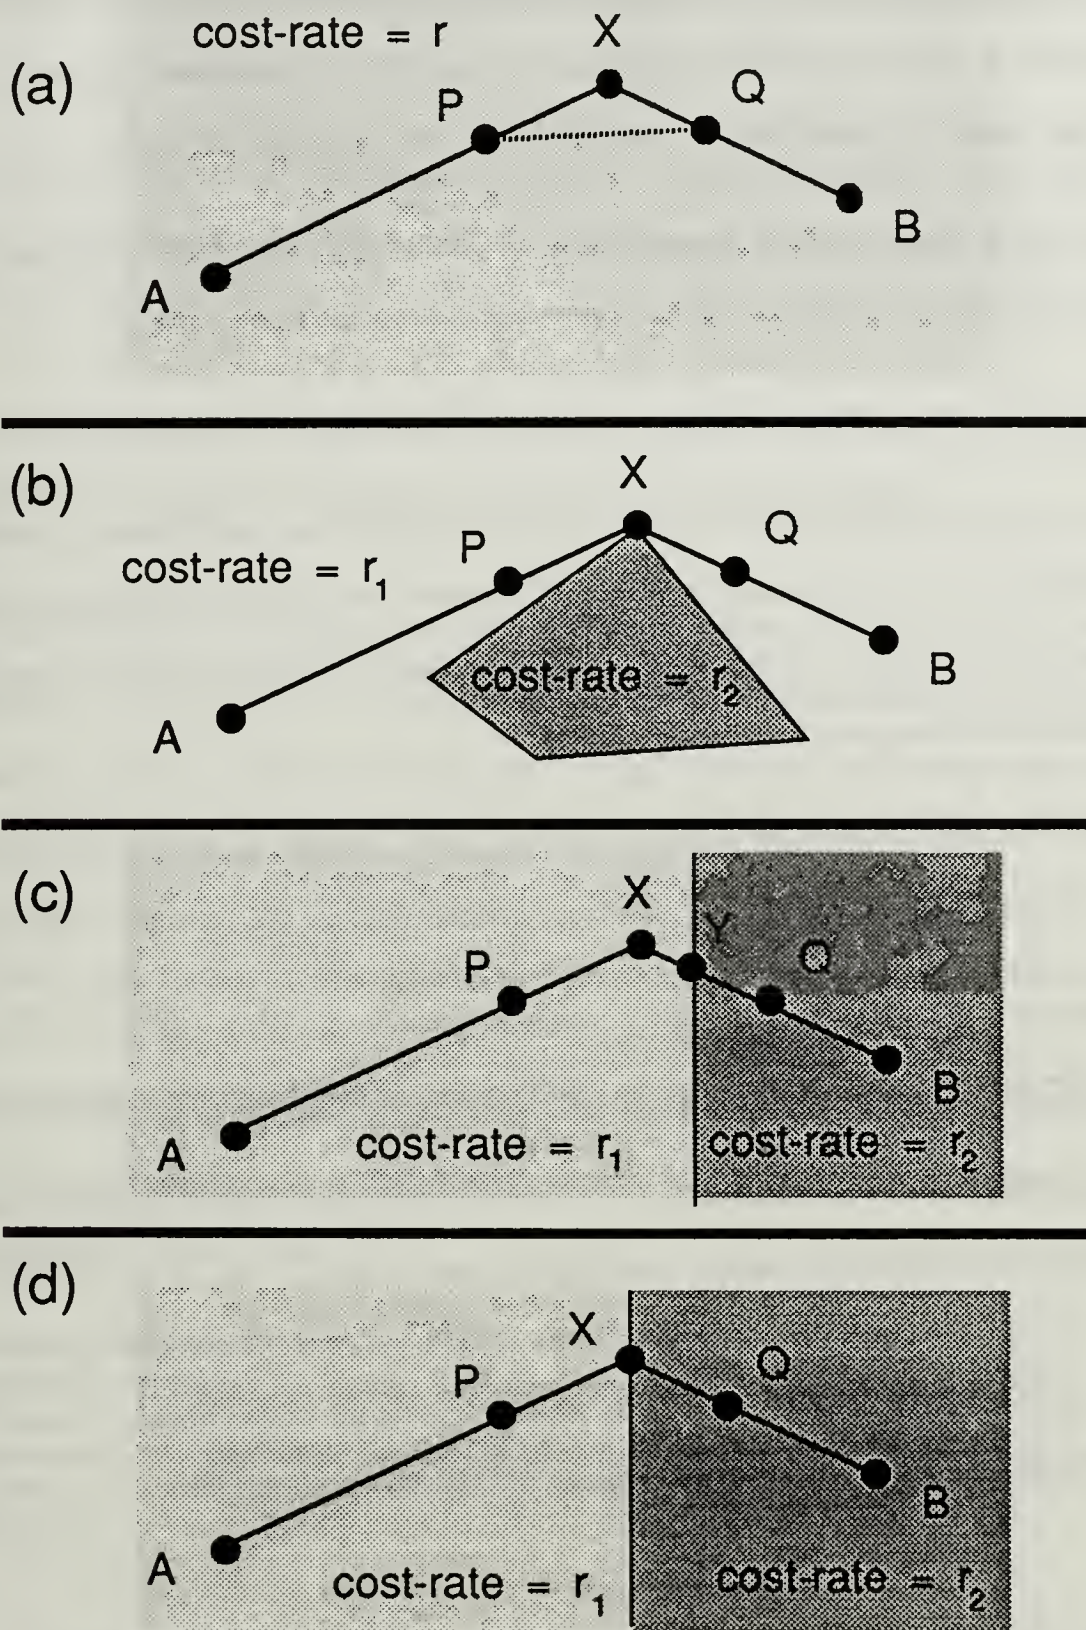 cost-rate = r
X
(a)
P
Q
B
A
(b)
X
P
Q
cost-rate = r₁
cost-rate = r₂
B
A
(c)
X
Y
P
Q
B
A
cost-rate = r₁
cost-rate = r₂
(d)
X
Q
P
B
A
cost-rate = r₁
cost-rate = r₂